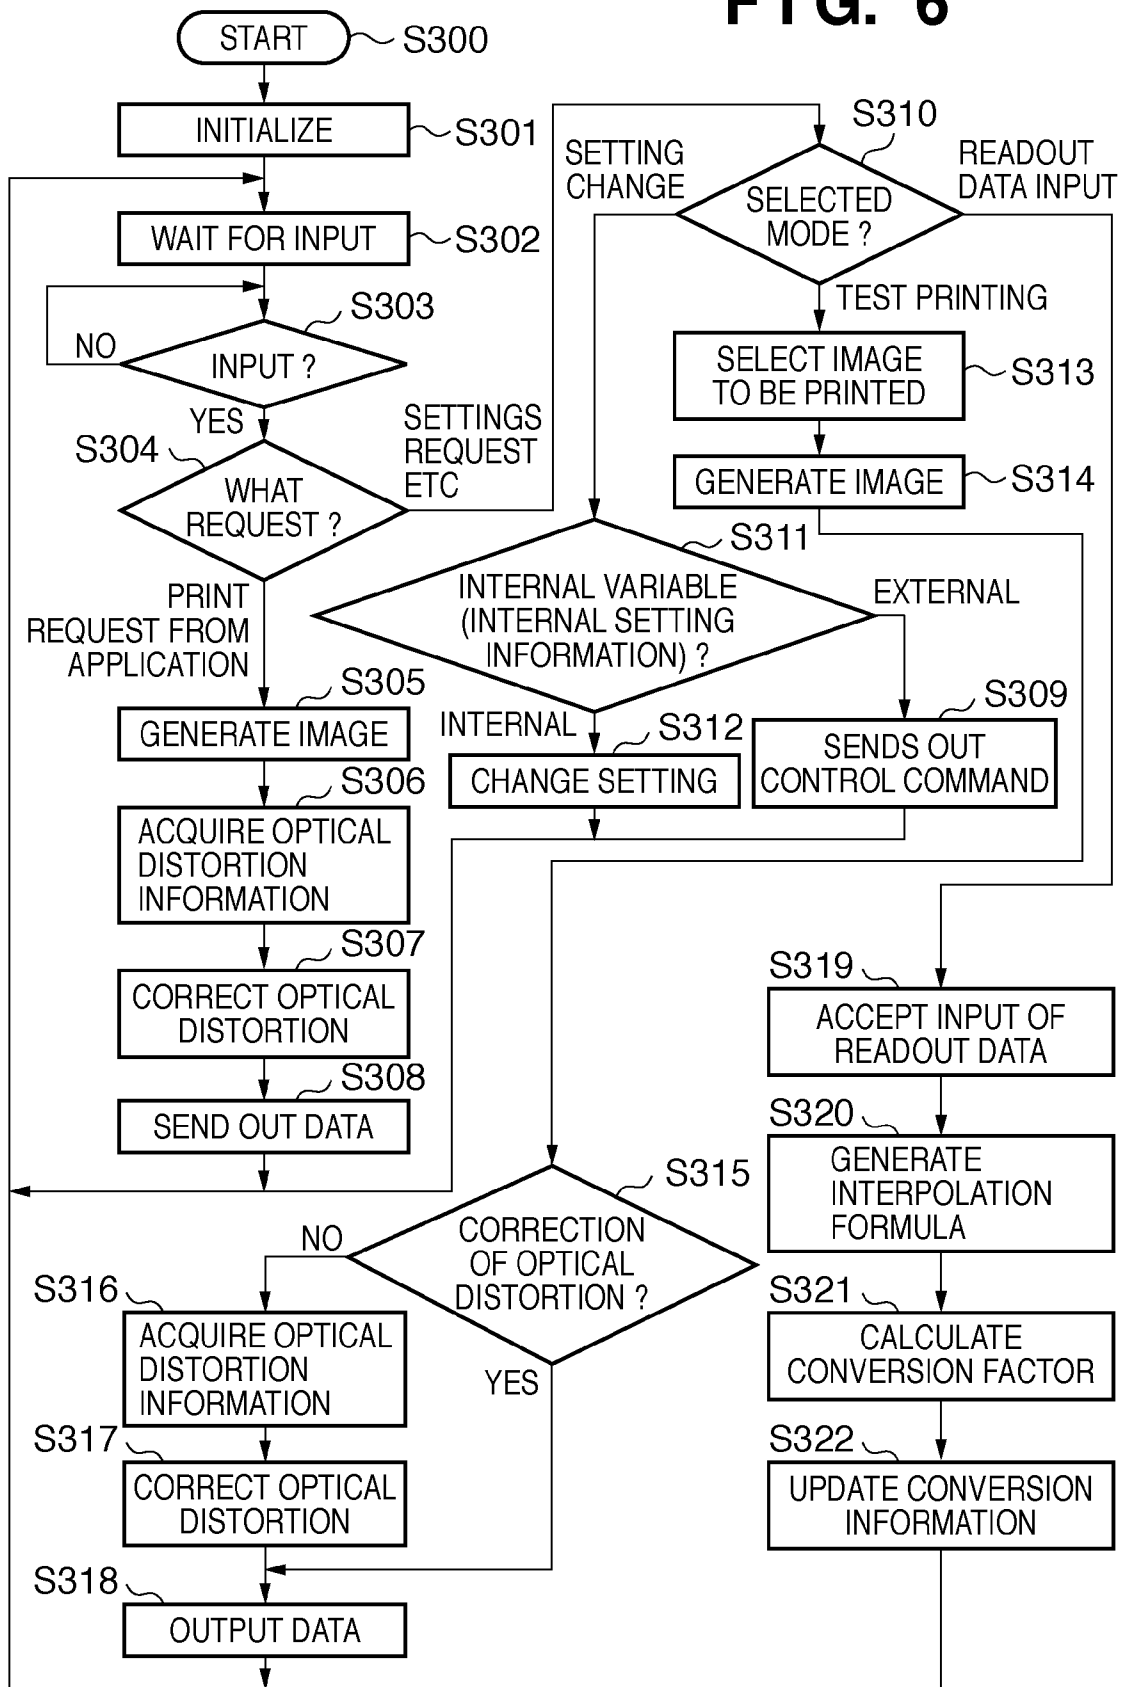 FIG. 6
START
S300
INITIALIZE
S301
WAIT FOR INPUT
S302
S303
INPUT ?
NO
YES
S304
WHAT
REQUEST ?
SETTINGS
REQUEST
ETC
PRINT
REQUEST FROM
APPLICATION
S305
GENERATE IMAGE
S306
ACQUIRE OPTICAL
DISTORTION
INFORMATION
S307
CORRECT OPTICAL
DISTORTION
S308
SEND OUT DATA
S310
SELECTED
MODE ?
SETTING
CHANGE
READOUT
DATA INPUT
TEST PRINTING
SELECT IMAGE
TO BE PRINTED
S313
GENERATE IMAGE
S314
S311
INTERNAL VARIABLE
(INTERNAL SETTING
INFORMATION) ?
EXTERNAL
INTERNAL
S312
CHANGE SETTING
S309
SENDS OUT
CONTROL COMMAND
S315
CORRECTION
OF OPTICAL
DISTORTION ?
NO
YES
S316
ACQUIRE OPTICAL
DISTORTION
INFORMATION
S317
CORRECT OPTICAL
DISTORTION
S318
OUTPUT DATA
S319
ACCEPT INPUT OF
READOUT DATA
S320
GENERATE
INTERPOLATION
FORMULA
S321
CALCULATE
CONVERSION FACTOR
S322
UPDATE CONVERSION
INFORMATION